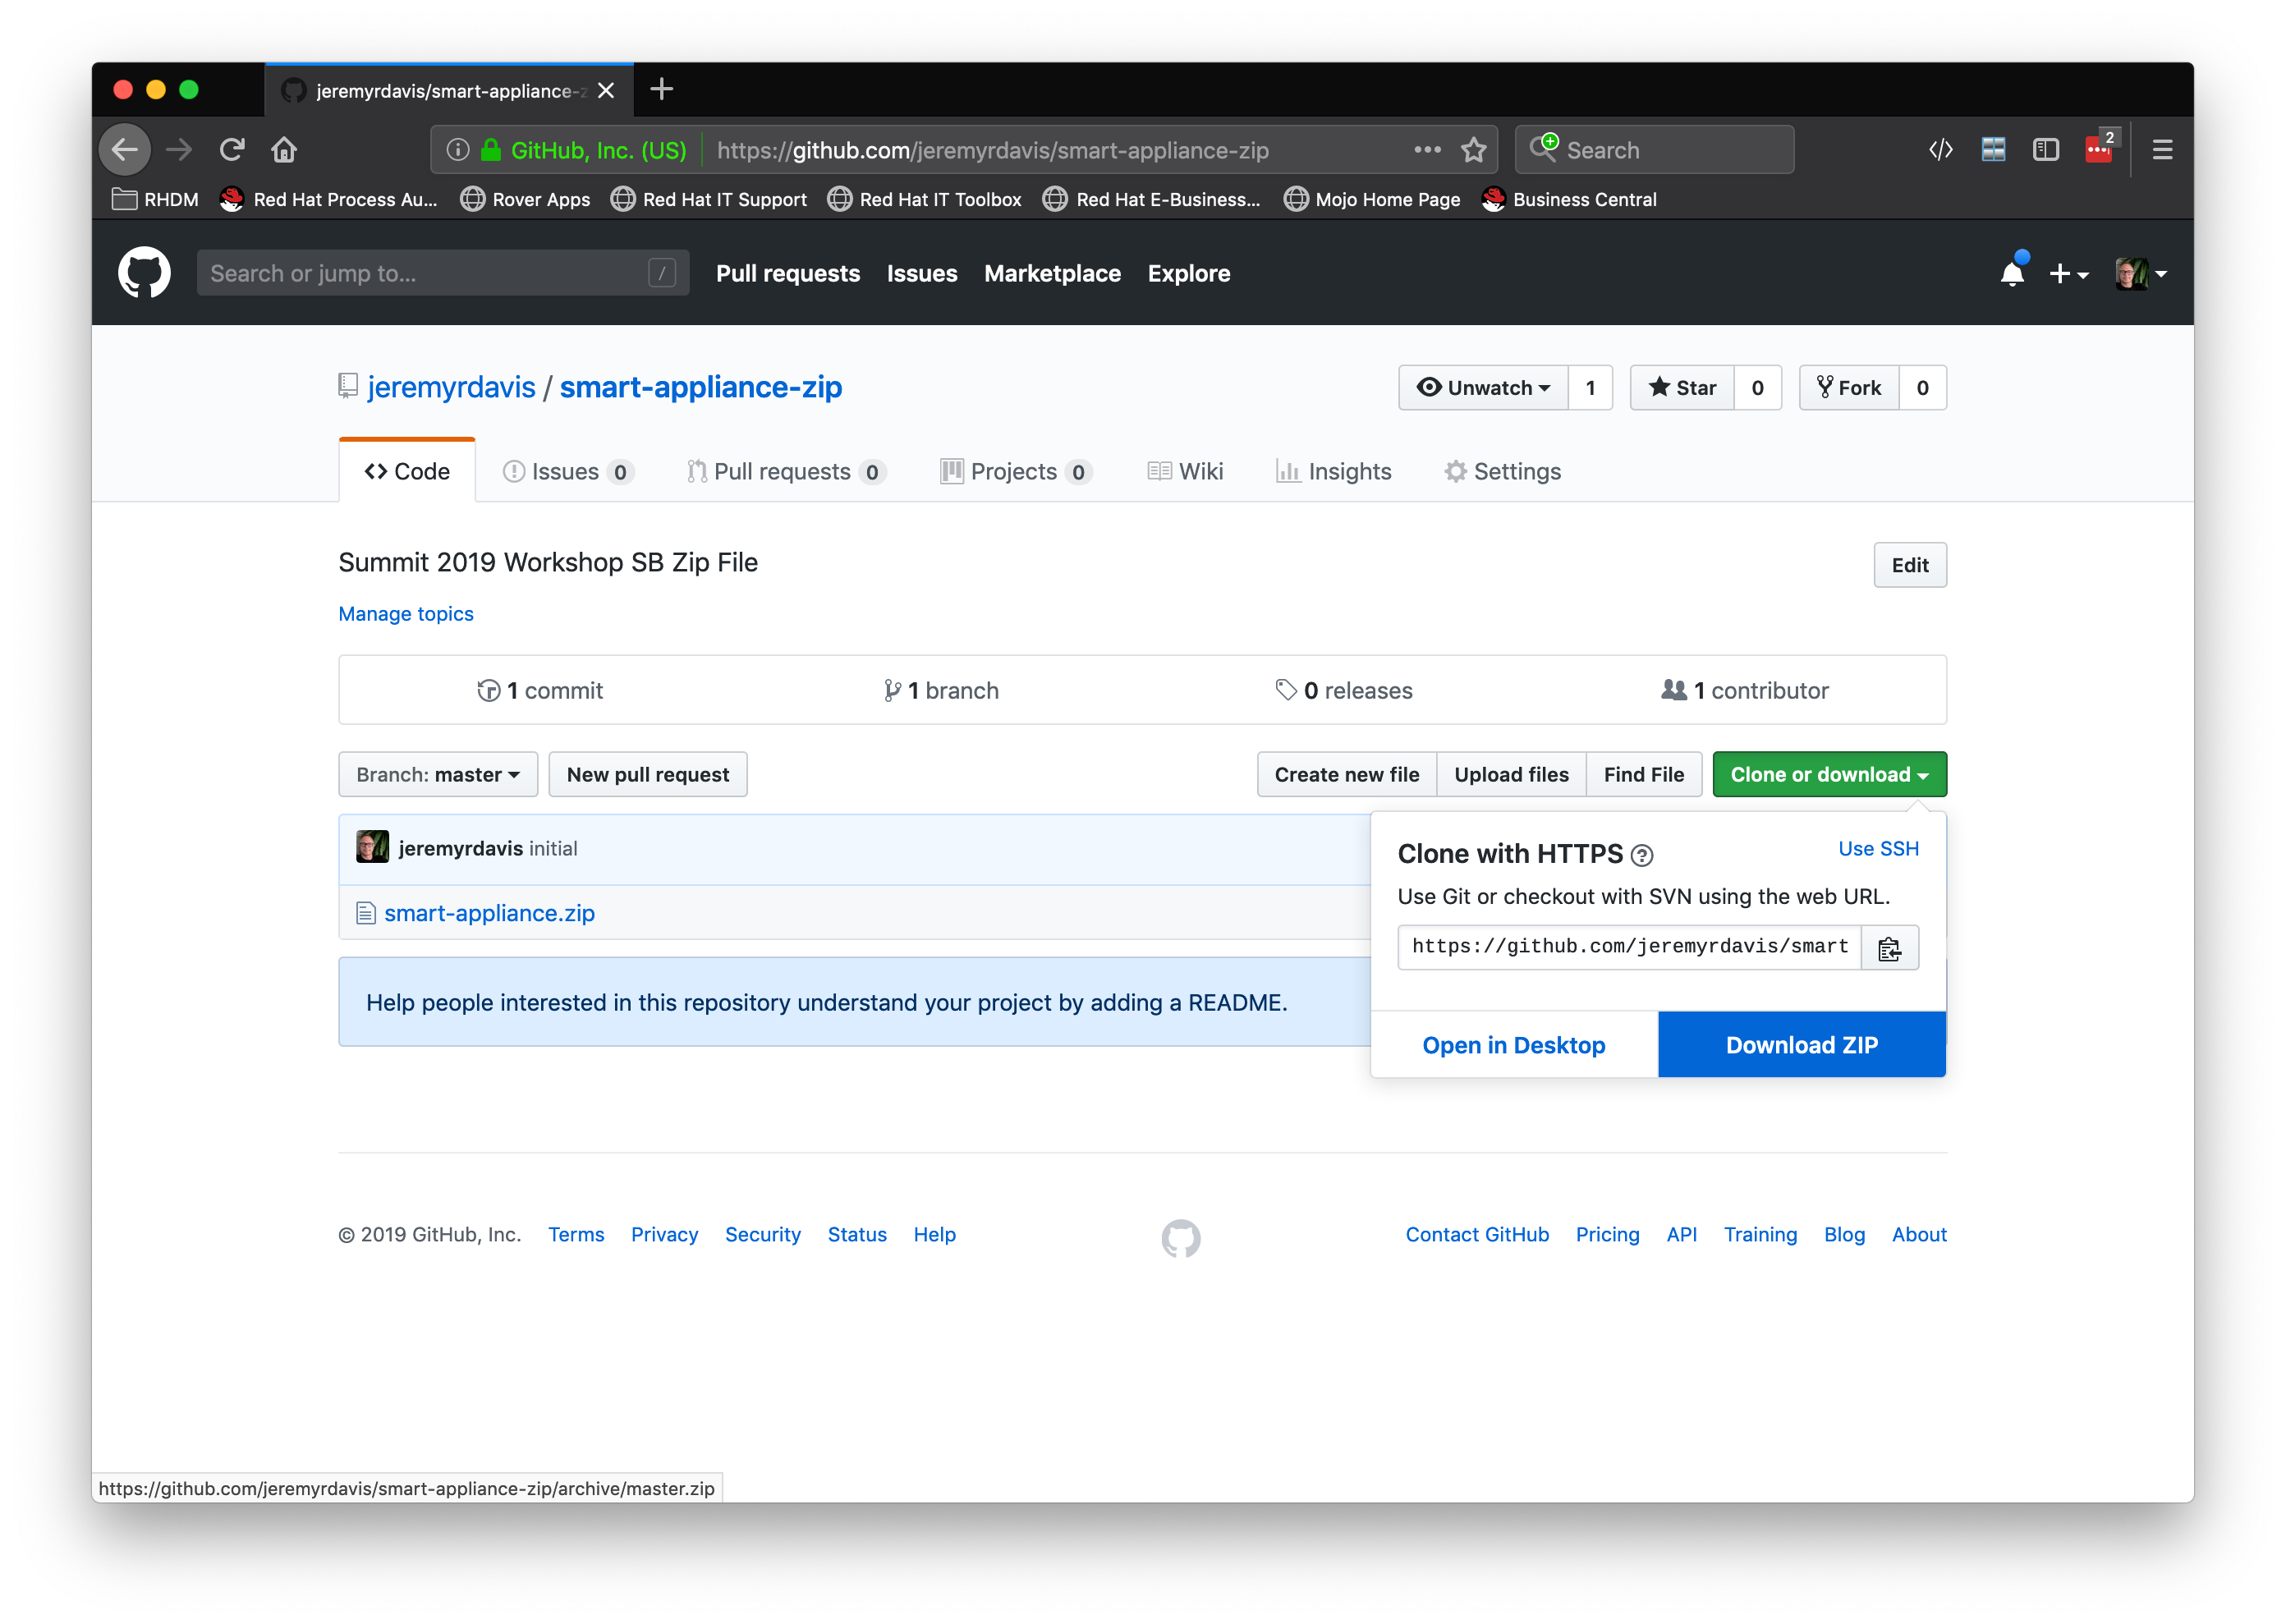 jeremyrdavis/smart-appliance-z
GitHub, Inc. (US) https://github.com/jeremyrdavis/smart-appliance-zip Search 2
RHDM Red Hat Process Au... Rover Apps Red Hat IT Support Red Hat IT Toolbox Red Hat E-Business... Mojo Home Page Business Central
Search or jump to... / Pull requests Issues Marketplace Explore
jeremyrdavis / smart-appliance-zip Unwatch 1 Star 0 Fork 0
Code Issues 0 Pull requests 0 Projects 0 Wiki Insights Settings
Summit 2019 Workshop SB Zip File Edit
Manage topics
1 commit 1 branch 0 releases 1 contributor
Branch: master New pull request Create new file Upload files Find File Clone or download
jeremyrdavis initial
smart-appliance.zip
Help people interested in this repository understand your project by adding a README.
Clone with HTTPS ? Use SSH
Use Git or checkout with SVN using the web URL.
https://github.com/jeremyrdavis/smart
Open in Desktop Download ZIP
© 2019 GitHub, Inc. Terms Privacy Security Status Help Contact GitHub Pricing API Training Blog About
https://github.com/jeremyrdavis/smart-appliance-zip/archive/master.zip